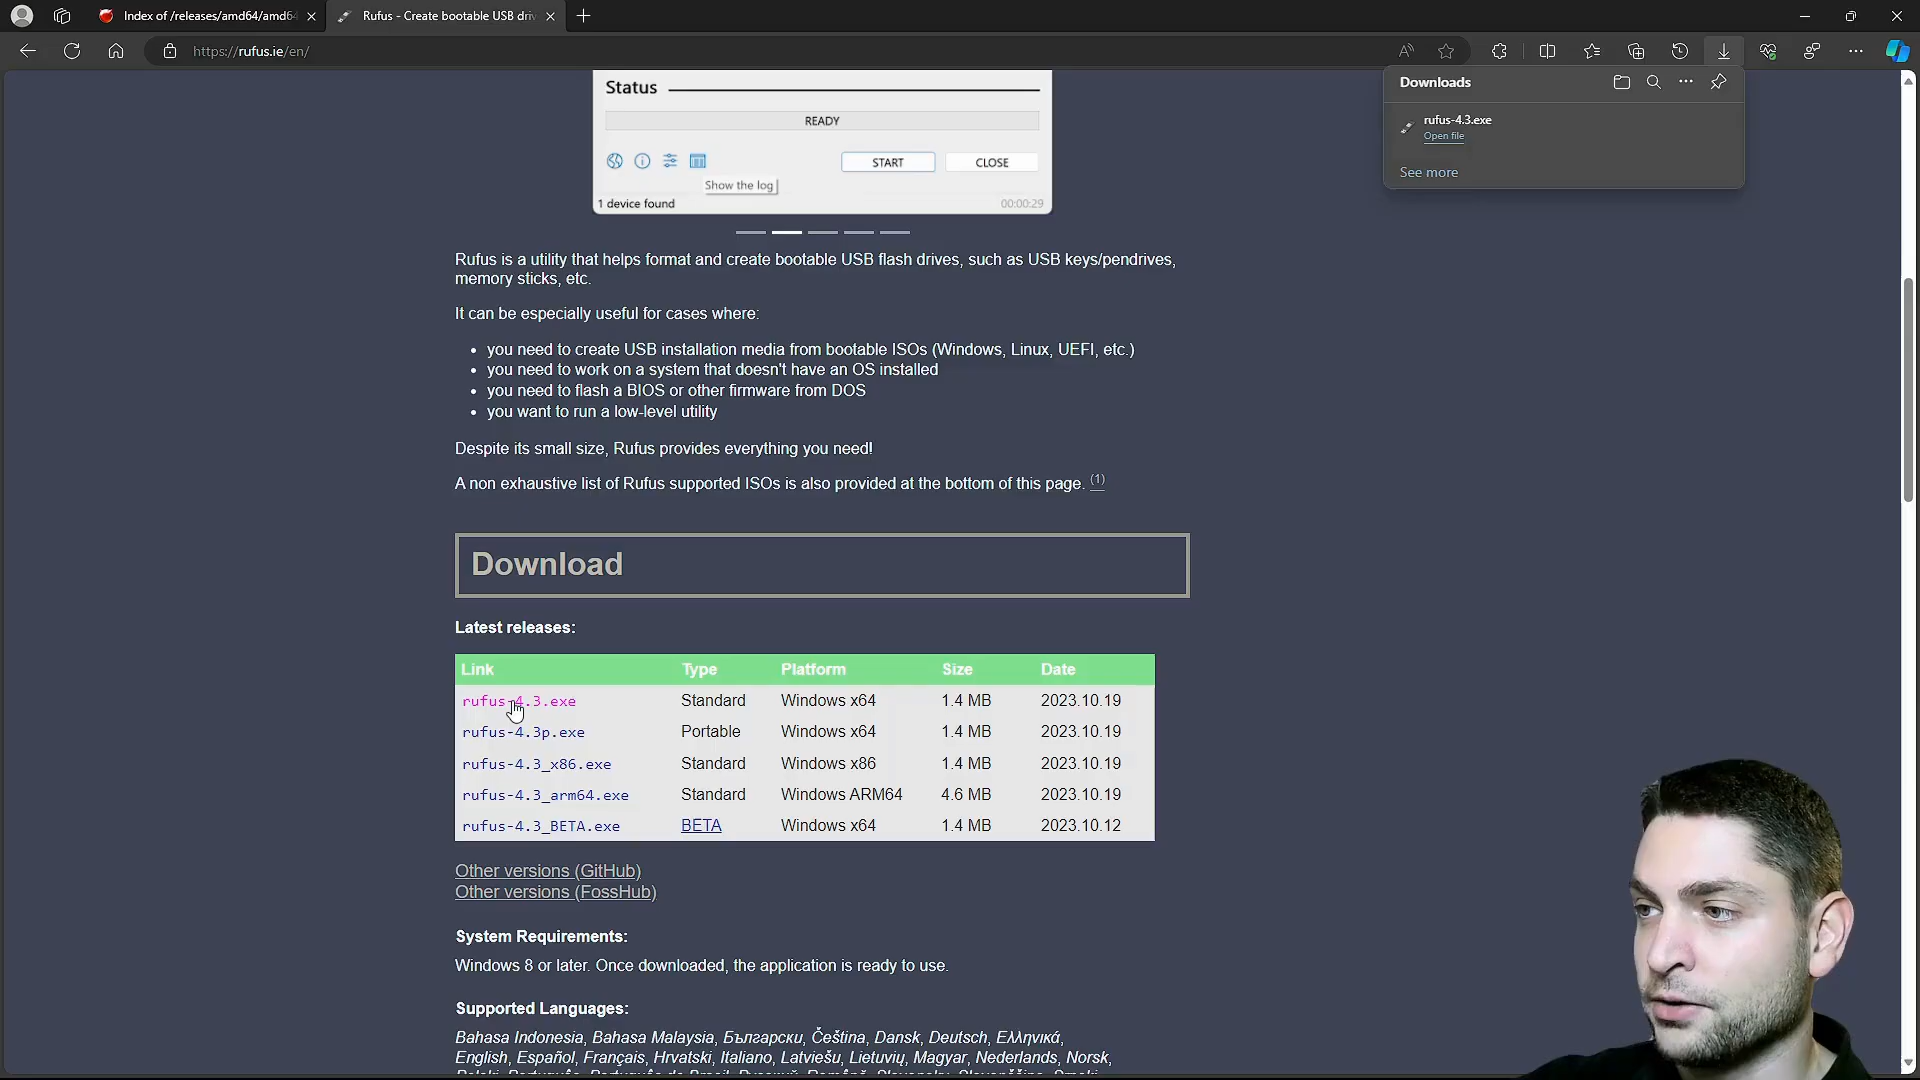 Index of /releases/amd64/amd64
Rufus - Create bootable USB driv
https://rufus.ie/en/
Downloads
rufus-4.3.exe
Open file
See more
Status
READY
START
CLOSE
Show the log
1 device found
00:00:29
Rufus is a utility that helps format and create bootable USB flash drives, such as USB keys/pendrives,
memory sticks, etc.
It can be especially useful for cases where:
• you need to create USB installation media from bootable ISOs (Windows, Linux, UEFI, etc.)
• you need to work on a system that doesn't have an OS installed
• you need to flash a BIOS or other firmware from DOS
• you want to run a low-level utility
Despite its small size, Rufus provides everything you need!
A non exhaustive list of Rufus supported ISOs is also provided at the bottom of this page. (1)
Download
Latest releases:
Link Type Platform Size Date
rufus-4.3.exe Standard Windows x64 1.4 MB 2023.10.19
rufus-4.3p.exe Portable Windows x64 1.4 MB 2023.10.19
rufus-4.3_x86.exe Standard Windows x86 1.4 MB 2023.10.19
rufus-4.3_arm64.exe Standard Windows ARM64 4.6 MB 2023.10.19
rufus-4.3_BETA.exe BETA Windows x64 1.4 MB 2023.10.12
Other versions (GitHub)
Other versions (FossHub)
System Requirements:
Windows 8 or later. Once downloaded, the application is ready to use.
Supported Languages:
Bahasa Indonesia, Bahasa Malaysia, Български, Čeština, Dansk, Deutsch, Ελληνικά,
English, Español, Français, Hrvatski, Italiano, Latviešu, Lietuvių, Magyar, Nederlands, Norsk,